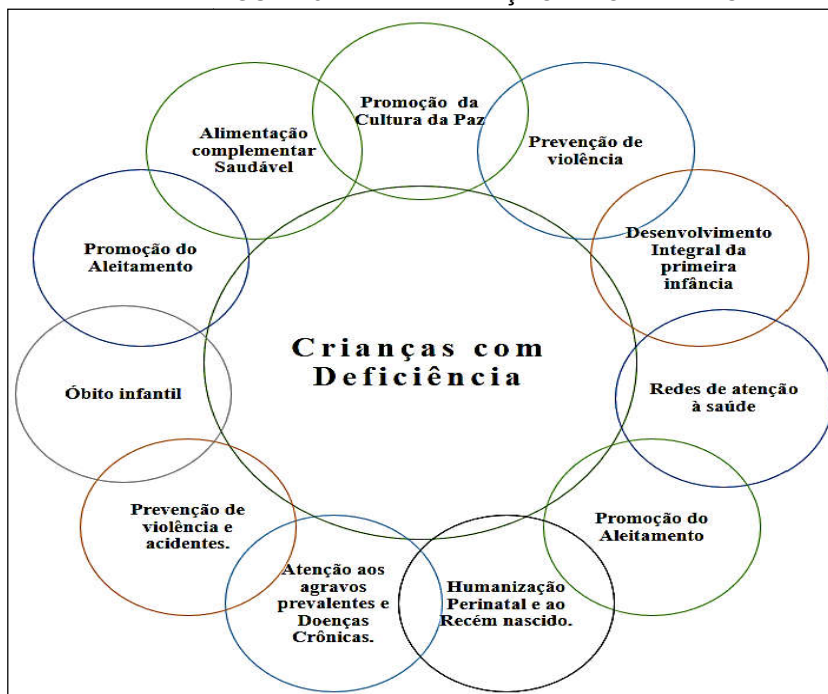 Promoção da
Cultura da Paz
Prevenção de
violência
Desenvolvimento
Integral da
primeira
infância
Redes de atenção
à saúde
Promoção do
Aleitamento
Humanização
Perinatal e ao
Recém nascido.
Atenção aos
agravos
prevalentes e
Doenças
Crônicas.
Prevenção de
violência e
acidentes.
Óbito infantil
Promoção do
Aleitamento
Alimentação
complementar
Saudável
Crianças com
Deficiência